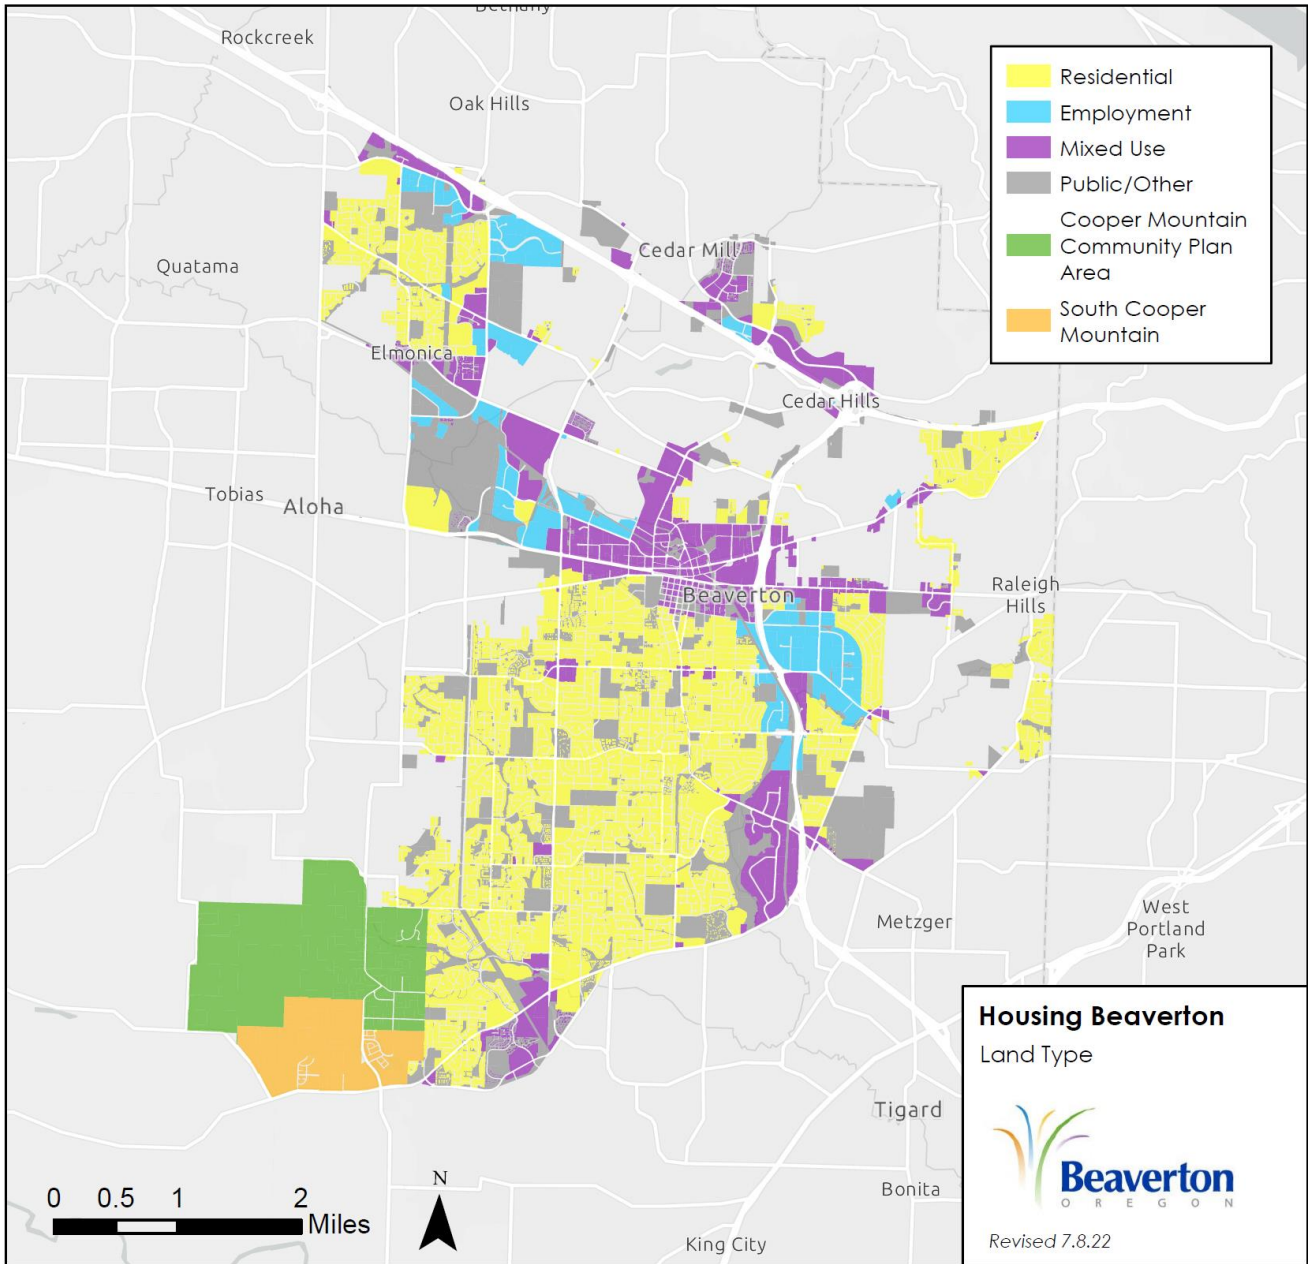 Bethany
Rockcreek
Oak Hills
Residential
Employment
Mixed Use
Public/Other
Cooper Mountain
Community Plan
Area
South Cooper
Mountain
Cedar Mill
Quatama
Elmonica
Cedar Hills
Tobias
Aloha
Beaverton
Raleigh
Hills
Metzger
West
Portland
Park
Housing Beaverton
Land Type
Tigard
Beaverton
OREGON
Bonita
N
0 0.5 1 2
Miles
King City
Revised 7.8.22